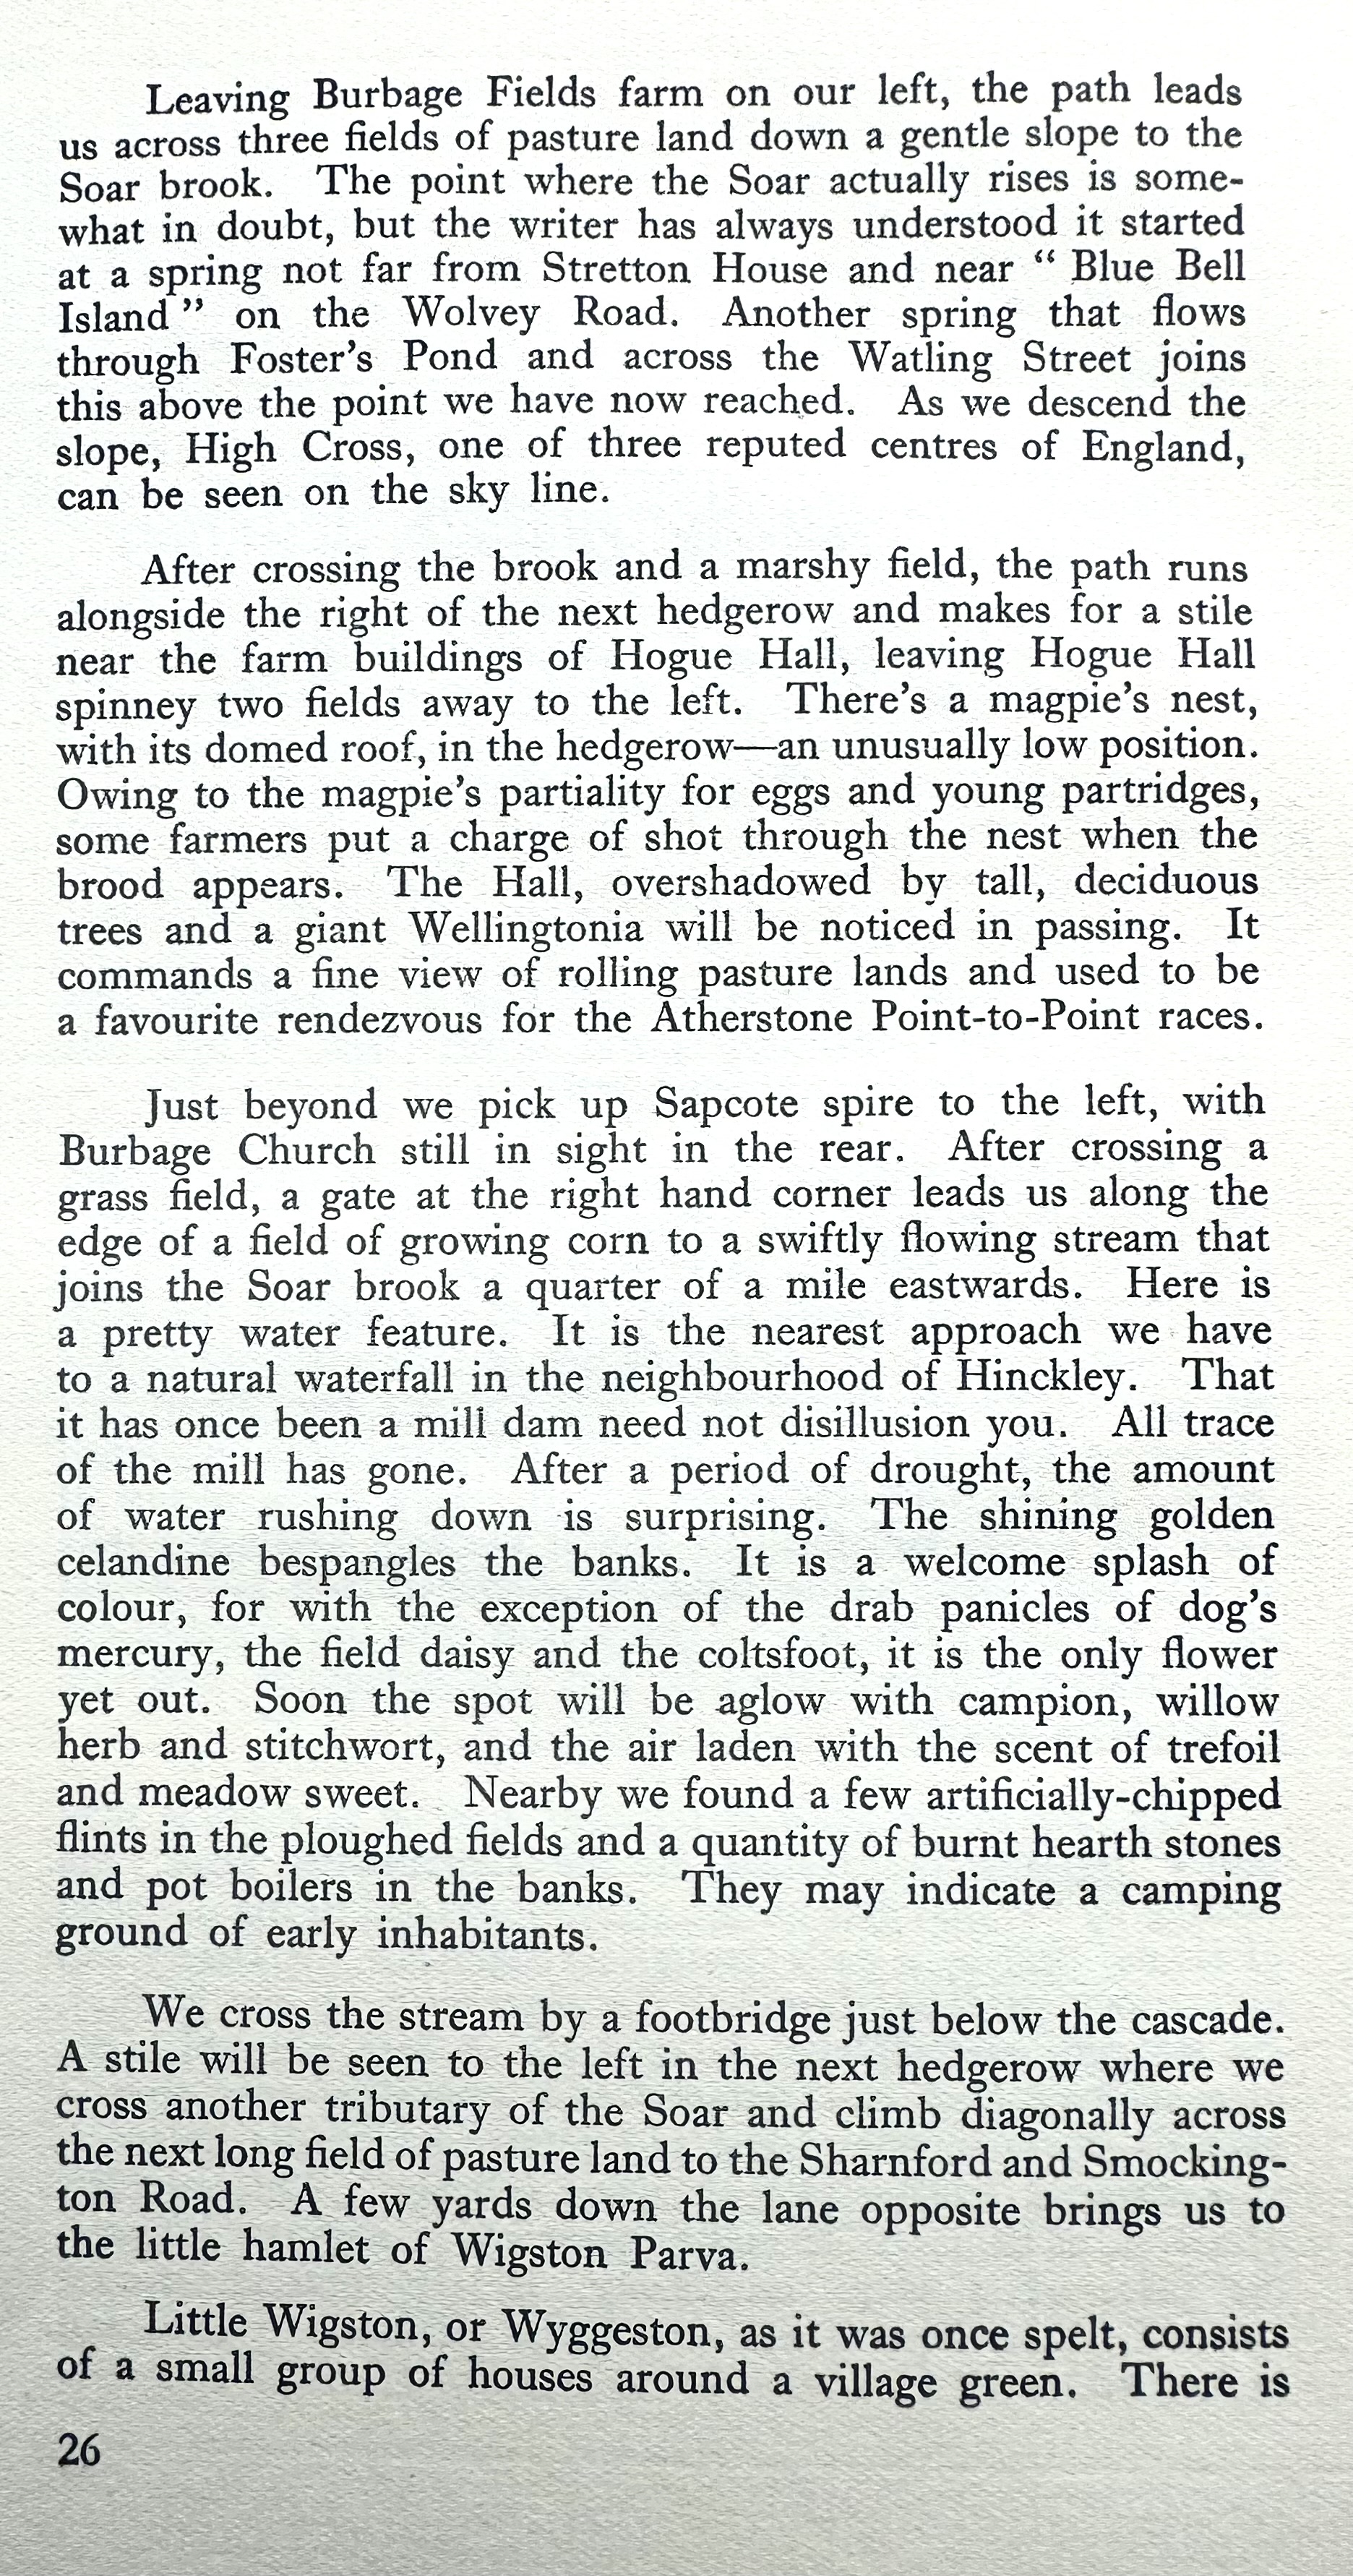 Leaving Burbage Fields farm on our left, the path leads
us across three fields of pasture land down a gentle slope to the
Soar brook. The point where the Soar actually rises is some-
what in doubt, but the writer has always understood it started
at a spring not far from Stretton House and near “ Blue Bell
Island ” on the Wolvey Road. Another spring that flows
through Foster’s Pond and across the Watling Street joins
this above the point we have now reached. As we descend the
slope, High Cross, one of three reputed centres of England,
can be seen on the sky line.
After crossing the brook and a marshy field, the path runs
alongside the right of the next hedgerow and makes for a stile
near the farm buildings of Hogue Hall, leaving Hogue Hall
spinney two fields away to the left. There’s a magpie’s nest,
with its domed roof, in the hedgerow—an unusually low position.
Owing to the magpie’s partiality for eggs and young partridges,
some farmers put a charge of shot through the nest when the
brood appears. The Hall, overshadowed by tall, deciduous
trees and a giant Wellingtonia will be noticed in passing. It
commands a fine view of rolling pasture lands and used to be
a favourite rendezvous for the Atherstone Point-to-Point races.
Just beyond we pick up Sapcote spire to the left, with
Burbage Church still in sight in the rear. After crossing a
grass field, a gate at the right hand corner leads us along the
edge of a field of growing corn to a swiftly flowing stream that
joins the Soar brook a quarter of a mile eastwards. Here is
a pretty water feature. It is the nearest approach we have
to a natural waterfall in the neighbourhood of Hinckley. That
it has once been a mill dam need not disillusion you. All trace
of the mill has gone. After a period of drought, the amount
of water rushing down is surprising. The shining golden
celandine bespangles the banks. It is a welcome splash of
colour, for with the exception of the drab panicles of dog’s
mercury, the field daisy and the coltsfoot, it is the only flower
yet out. Soon the spot will be aglow with campion, willow
herb and stitchwort, and the air laden with the scent of trefoil
and meadow sweet. Nearby we found a few artificially-chipped
flints in the ploughed fields and a quantity of burnt hearth stones
and pot boilers in the banks. They may indicate a camping
ground of early inhabitants.
We cross the stream by a footbridge just below the cascade.
A stile will be seen to the left in the next hedgerow where we
cross another tributary of the Soar and climb diagonally across
the next long field of pasture land to the Sharnford and Smocking-
ton Road. A few yards down the lane opposite brings us to
the little hamlet of Wigston Parva.
Little Wigston, or Wyggeston, as it was once spelt, consists
of a small group of houses around a village green. There is
26